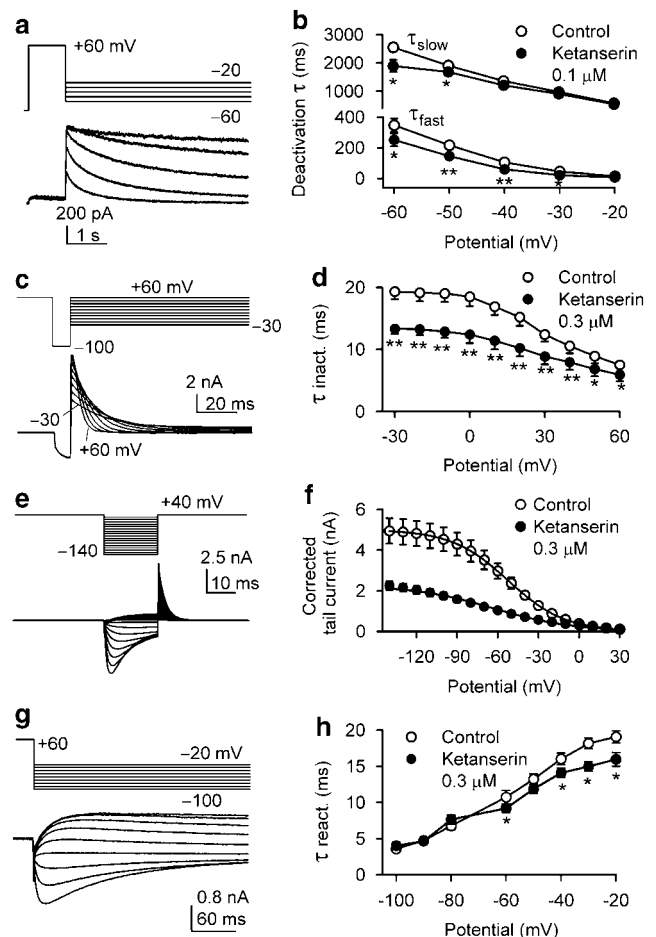 a
+60 mV
−20
−60
200 pA
1 s
b
Deactivation τ (ms)
3000
2000
1000
0
400
200
0
τslow
τfast
Control
Ketanserin
0.1 µM
*
*
*
**
**
*
-60 -50 -40 -30 -20
Potential (mV)
c
+60 mV
−30
−100
2 nA
20 ms
−30
+60 mV
d
τ inact. (ms)
20
10
0
Control
Ketanserin
0.3 µM
** ** ** ** ** ** ** ** * *
-30 0 30 60
Potential (mV)
e
+40 mV
−140
2.5 nA
10 ms
f
Corrected
tail current (nA)
6
4
2
0
Control
Ketanserin
0.3 µM
-120 -90 -60 -30 0 30
Potential (mV)
g
+60
−20 mV
−100
0.8 nA
60 ms
h
τ react. (ms)
20
15
10
5
0
Control
Ketanserin
0.3 µM
* * * *
-100 -80 -60 -40 -20
Potential (mV)